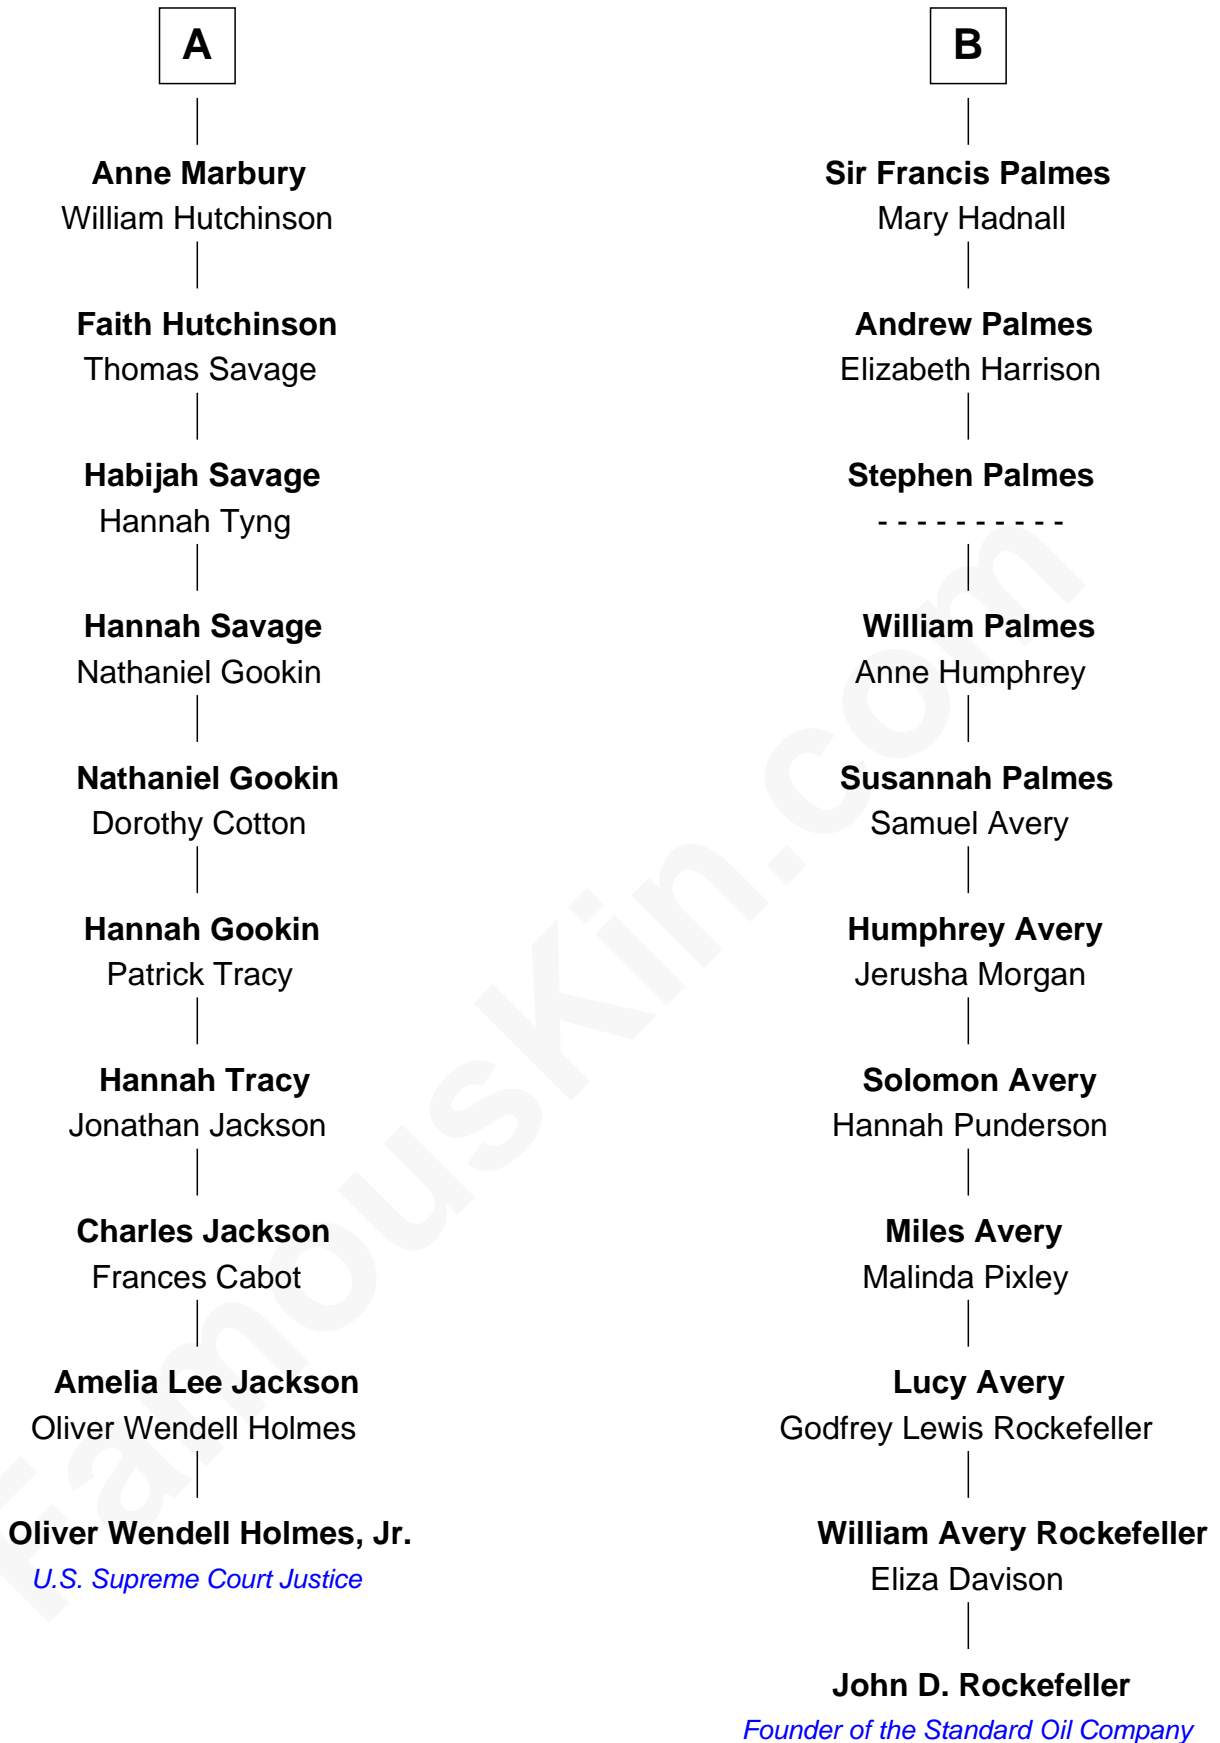 A
Anne Marbury
William Hutchinson
Faith Hutchinson
Thomas Savage
Habijah Savage
Hannah Tyng
Hannah Savage
Nathaniel Gookin
Nathaniel Gookin
Dorothy Cotton
Hannah Gookin
Patrick Tracy
Hannah Tracy
Jonathan Jackson
Charles Jackson
Frances Cabot
Amelia Lee Jackson
Oliver Wendell Holmes
Oliver Wendell Holmes, Jr.
U.S. Supreme Court Justice
B
Sir Francis Palmes
Mary Hadnall
Andrew Palmes
Elizabeth Harrison
Stephen Palmes
- - - - - - - - - -
William Palmes
Anne Humphrey
Susannah Palmes
Samuel Avery
Humphrey Avery
Jerusha Morgan
Solomon Avery
Hannah Punderson
Miles Avery
Malinda Pixley
Lucy Avery
Godfrey Lewis Rockefeller
William Avery Rockefeller
Eliza Davison
John D. Rockefeller
Founder of the Standard Oil Company
FamousKin.com